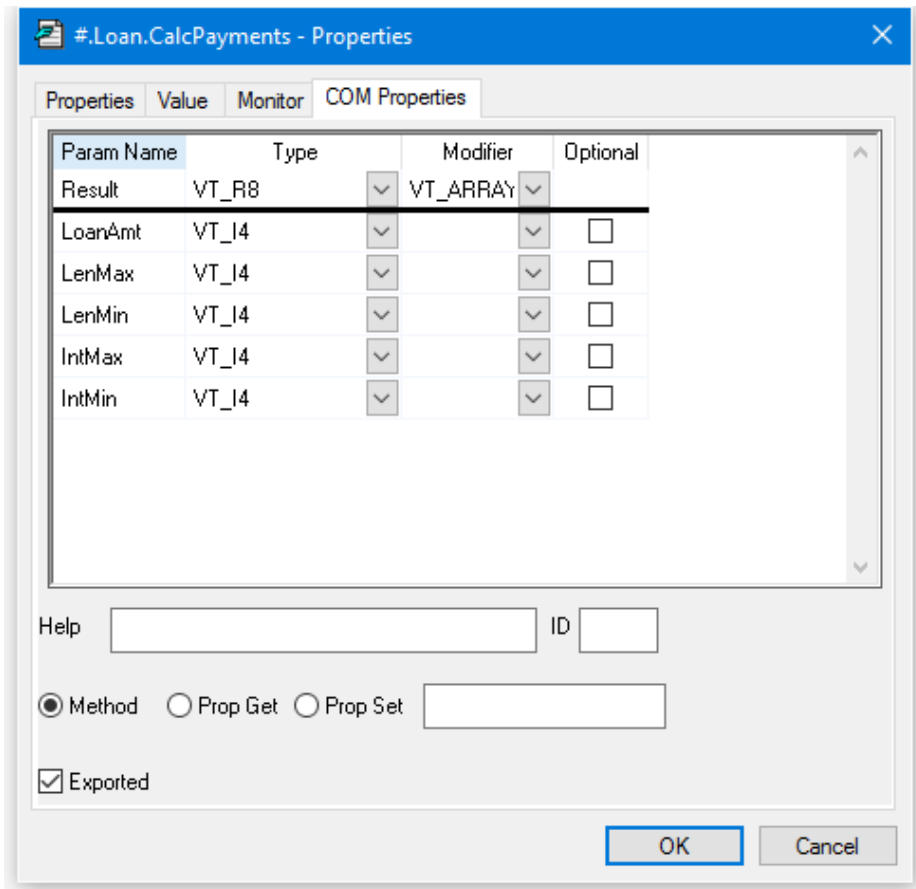 #.Loan.CalcPayments - Properties
Properties Value Monitor COM Properties
Param Name Type Modifier Optional
Result VT_R8 VT_ARRAY
LoanAmt VT_I4
LenMax VT_I4
LenMin VT_I4
IntMax VT_I4
IntMin VT_I4
Help ID
Method Prop Get Prop Set
Exported
OK Cancel